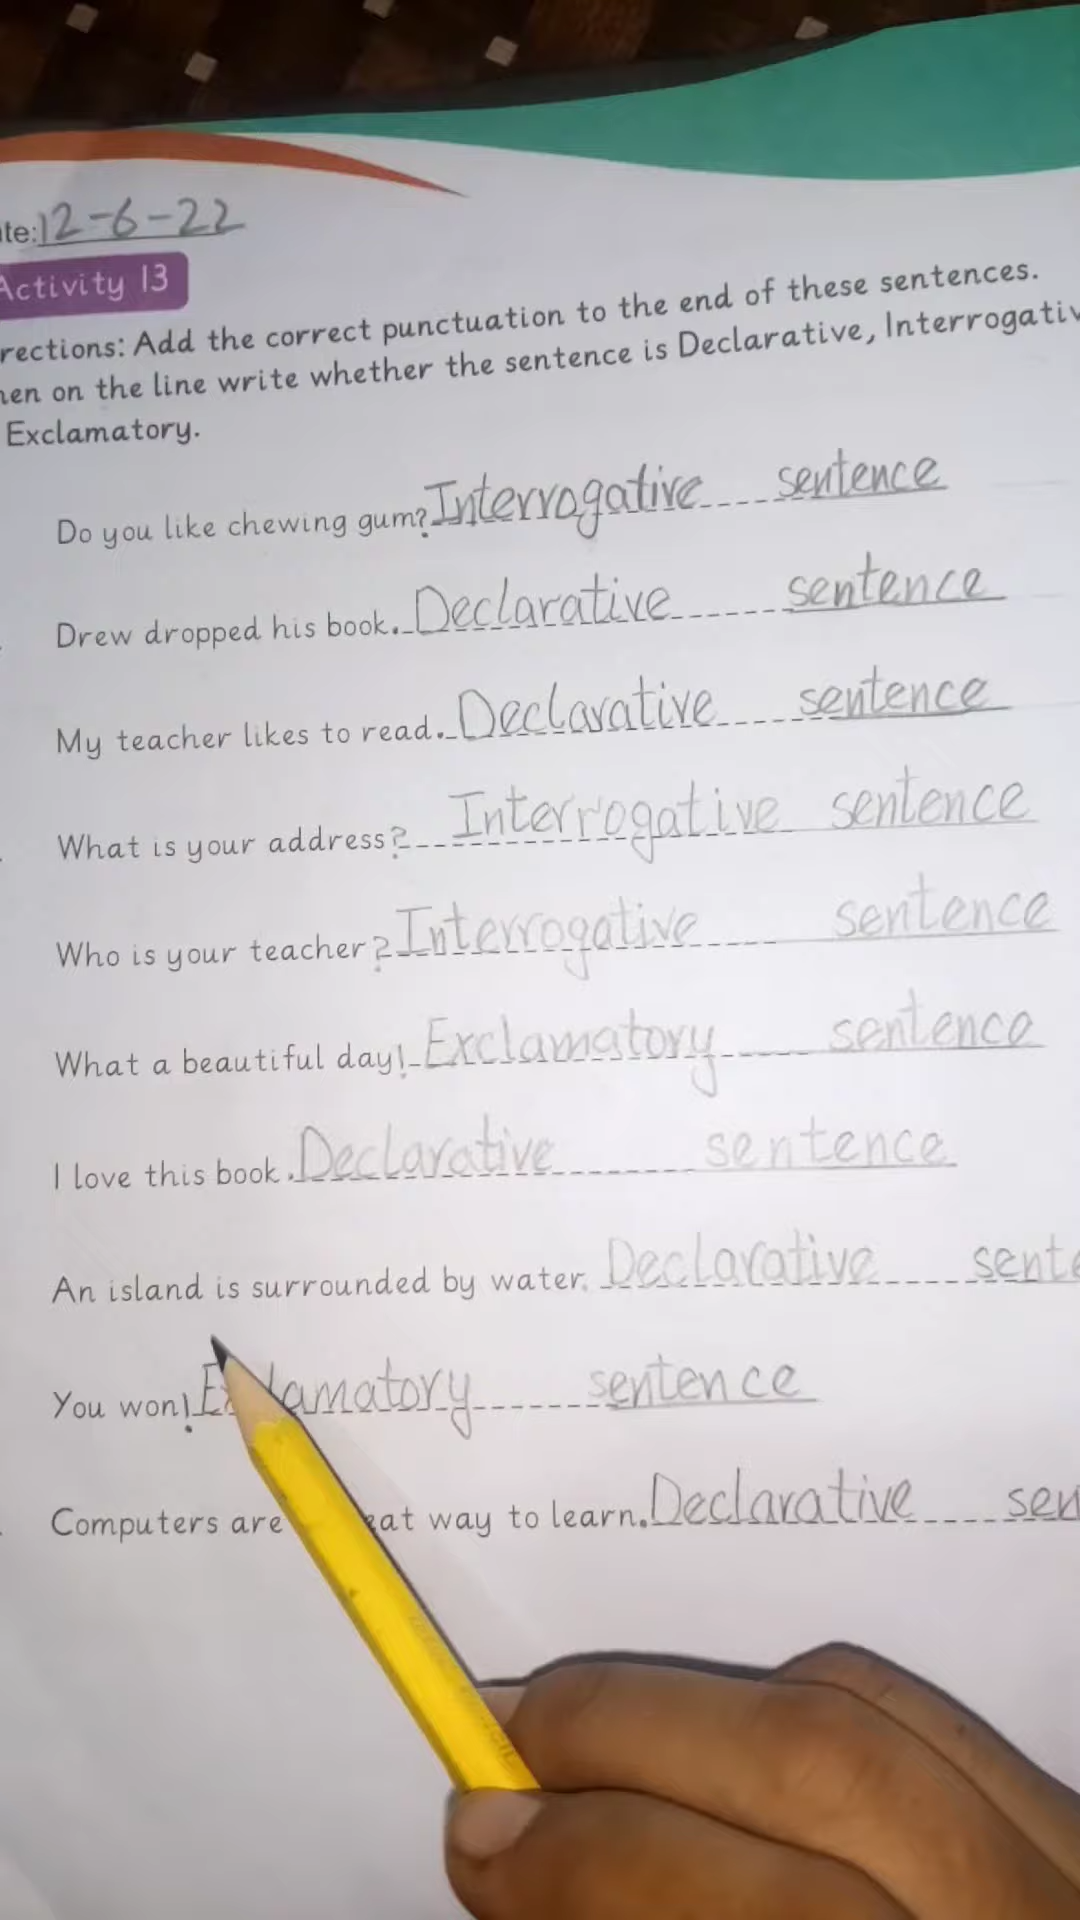 te: 12-6-22
Activity 13
rections: Add the correct punctuation to the end of these sentences.
hen on the line write whether the sentence is Declarative, Interrogativ
Exclamatory.
Do you like chewing gum? Interrogative sentence
Drew dropped his book. Declarative sentence
My teacher likes to read. Declarative sentence
What is your address? Interrogative sentence
Who is your teacher? Interrogative sentence
What a beautiful day! Exclamatory sentence
I love this book. Declarative sentence
An island is surrounded by water. Declarative sente
You won! Exclamatory sentence
Computers are eat way to learn. Declarative sen